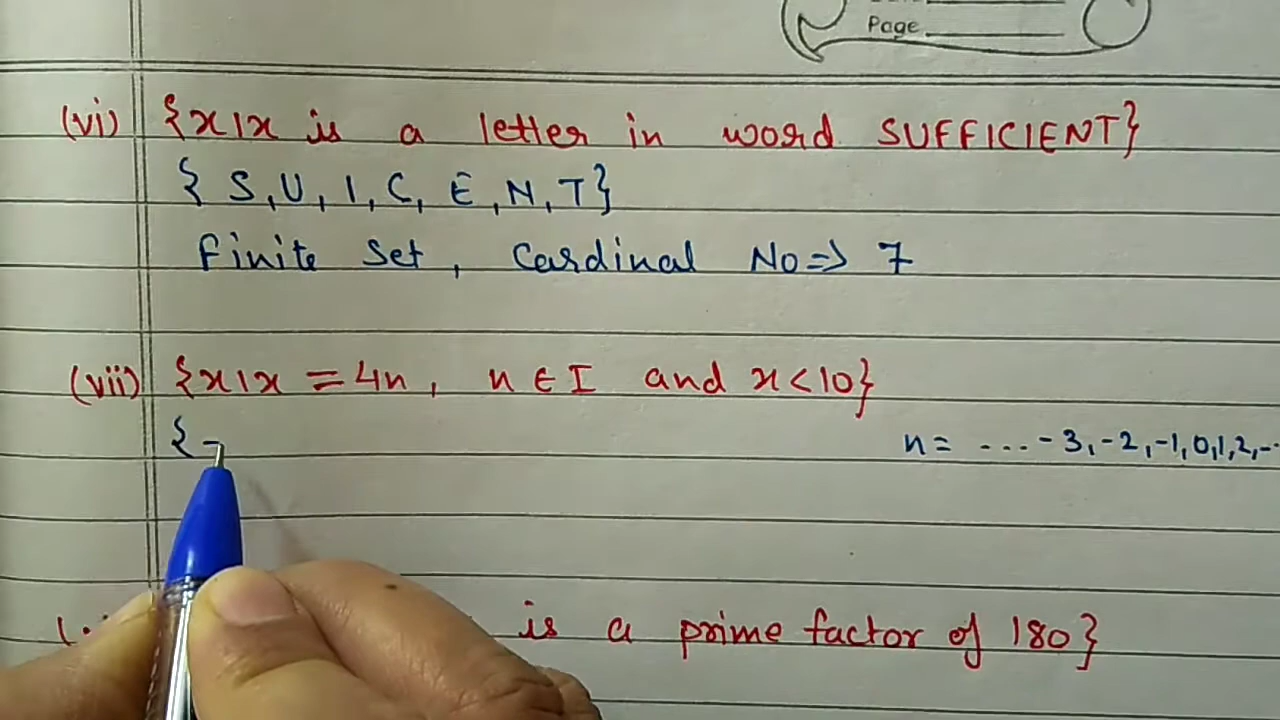 Page
(vi) {x|x is a letter in word SUFFICIENT}
{ S, U, I, C, E, N, T}
Finite Set, Cardinal No => 7
(vii) {x|x = 4n, n ∈ I and x < 10}
{ -
n = ... -3, -2, -1, 0, 1, 2, -..
is a prime factor of 180}